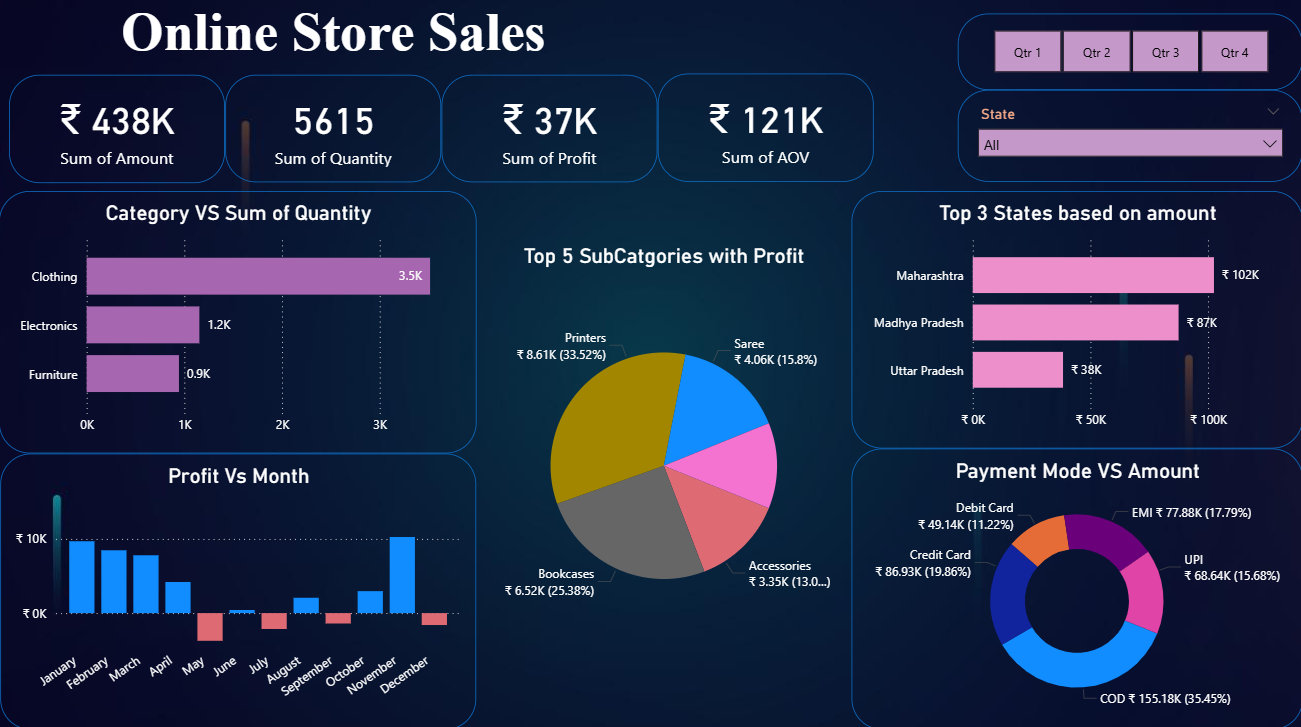 Online Store Sales
Qtr 1
Qtr 2
Qtr 3
Qtr 4
State
All
₹ 438K
Sum of Amount
5615
Sum of Quantity
₹ 37K
Sum of Profit
₹ 121K
Sum of AOV
Category VS Sum of Quantity
Clothing
3.5K
Electronics
1.2K
Furniture
0.9K
0K
1K
2K
3K
Top 5 SubCatgories with Profit
Printers
₹ 8.61K (33.52%)
Saree
₹ 4.06K (15.8%)
Accessories
₹ 3.35K (13.0...)
Bookcases
₹ 6.52K (25.38%)
Top 3 States based on amount
Maharashtra
₹ 102K
Madhya Pradesh
₹ 87K
Uttar Pradesh
₹ 38K
₹ 0K
₹ 50K
₹ 100K
Profit Vs Month
₹ 10K
₹ 0K
January
February
March
April
May
June
July
August
September
October
November
December
Payment Mode VS Amount
Debit Card
₹ 49.14K (11.22%)
EMI ₹ 77.88K (17.79%)
Credit Card
₹ 86.93K (19.86%)
UPI
₹ 68.64K (15.68%)
COD ₹ 155.18K (35.45%)